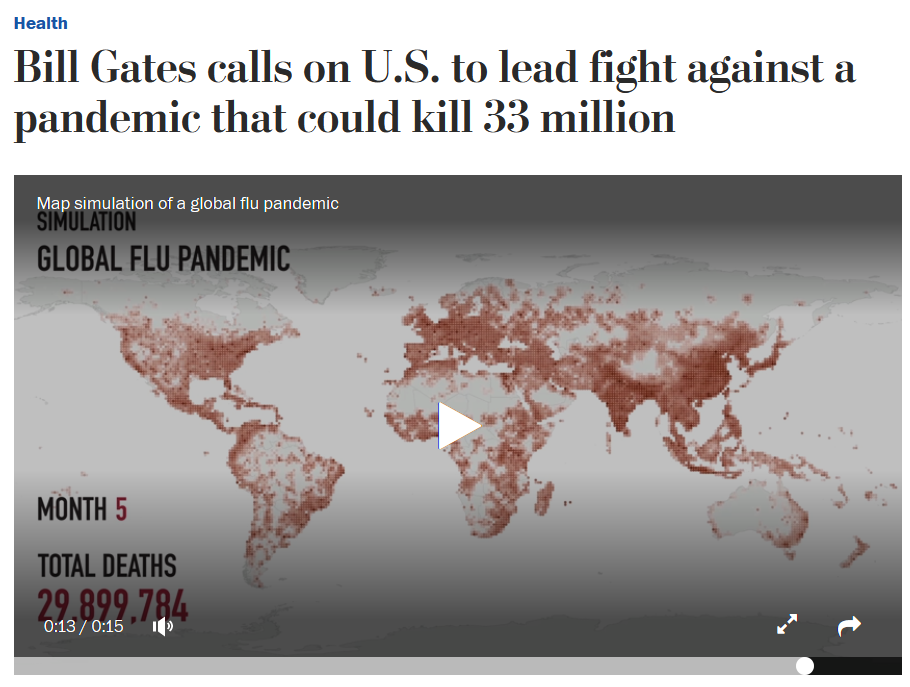 Health
Bill Gates calls on U.S. to lead fight against a
pandemic that could kill 33 million
Map simulation of a global flu pandemic
SIMULATION
GLOBAL FLU PANDEMIC
MONTH 5
TOTAL DEATHS
29,899,784
0:13 / 0:15